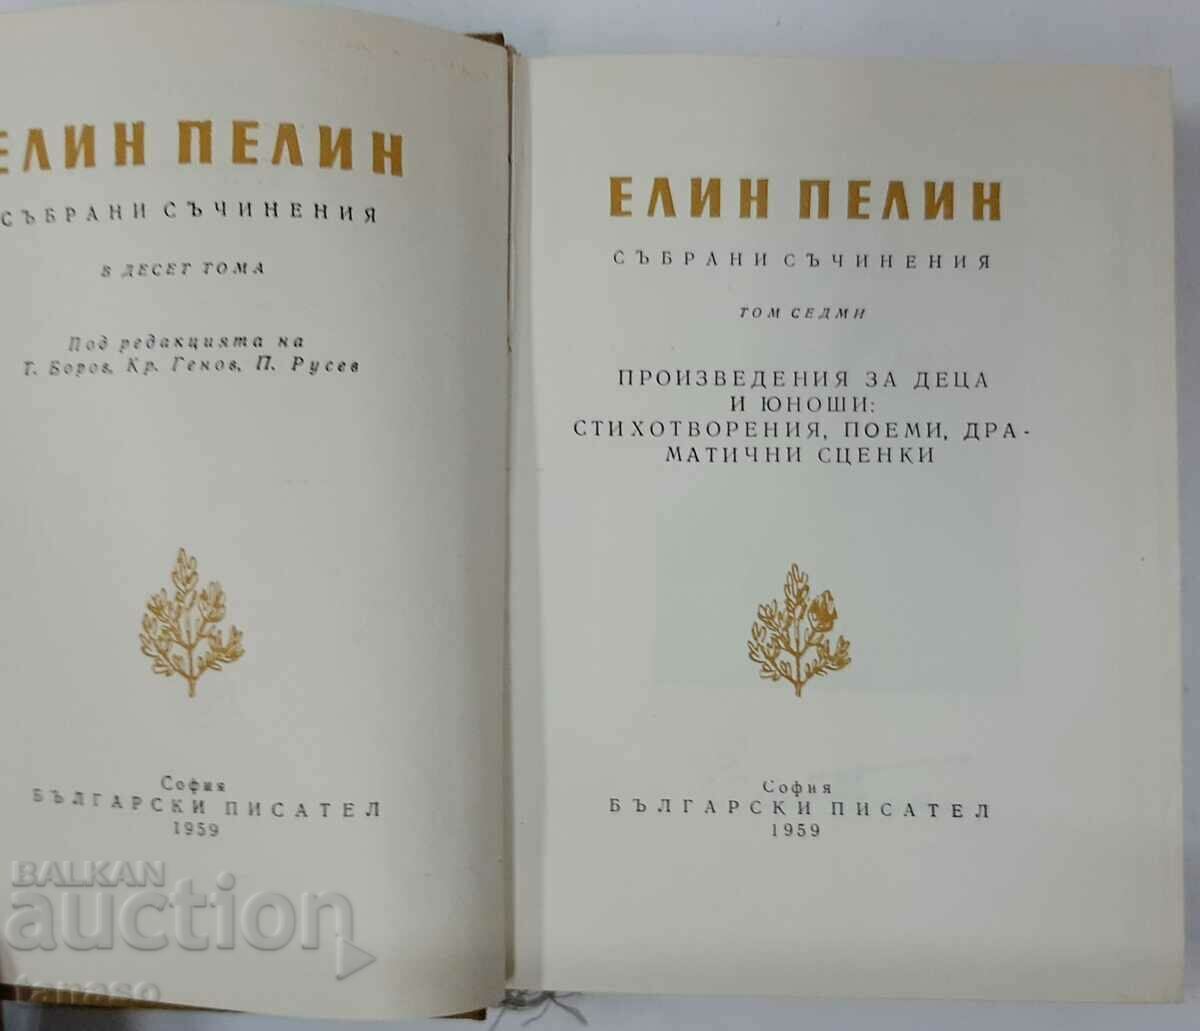 ЕЛИН ПЕЛИН
СЪБРАНИ СЪЧИНЕНИЯ
В ДЕСЕТ ТОМА
Под редакцията на
Т. Боров, Кр. Генов, П. Русев
София
БЪЛГАРСКИ ПИСАТЕЛ
1959
ЕЛИН ПЕЛИН
СЪБРАНИ СЪЧИНЕНИЯ
ТОМ СЕДМИ
ПРОИЗВЕДЕНИЯ ЗА ДЕЦА
И ЮНОШИ:
СТИХОТВОРЕНИЯ, ПОЕМИ, ДРА-
МАТИЧНИ СЦЕНКИ
София
БЪЛГАРСКИ ПИСАТЕЛ
1959
BALKAN
auction
tanaso